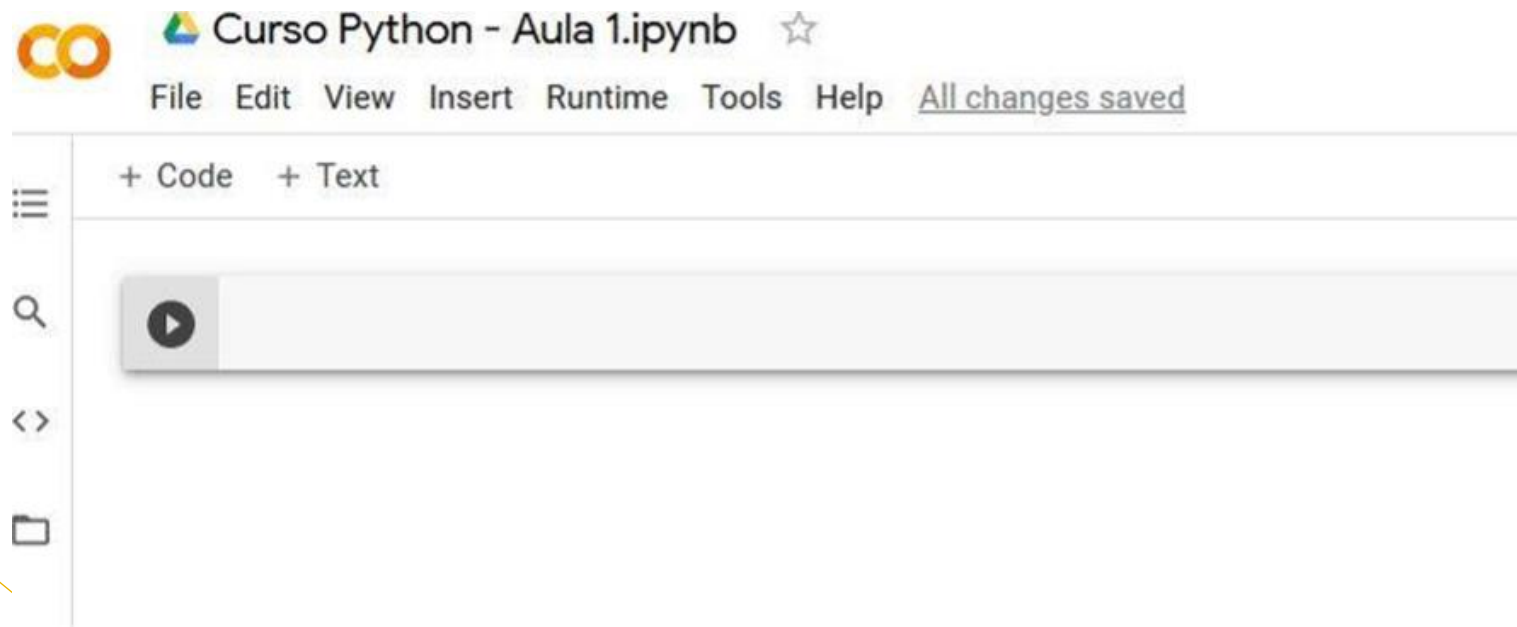 CO Curso Python - Aula 1.ipynb
File Edit View Insert Runtime Tools Help All changes saved
+ Code + Text